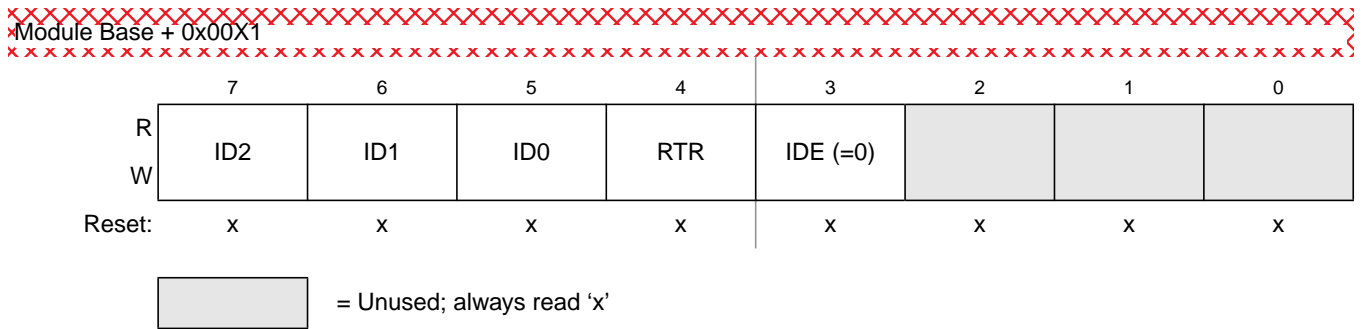 Module Base + 0x00X1
7 6 5 4 3 2 1 0
R
ID2 ID1 ID0 RTR IDE (=0)
W
Reset: x x x x x x x x
= Unused; always read ‘x’